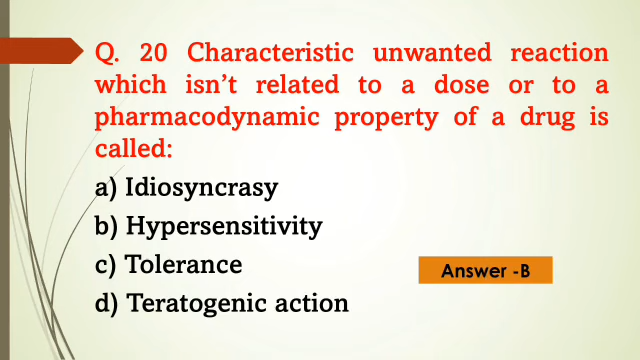 Q. 20 Characteristic unwanted reaction
which isn't related to a dose or to a
pharmacodynamic property of a drug is
called:
a) Idiosyncrasy
b) Hypersensitivity
c) Tolerance
Answer -B
d) Teratogenic action